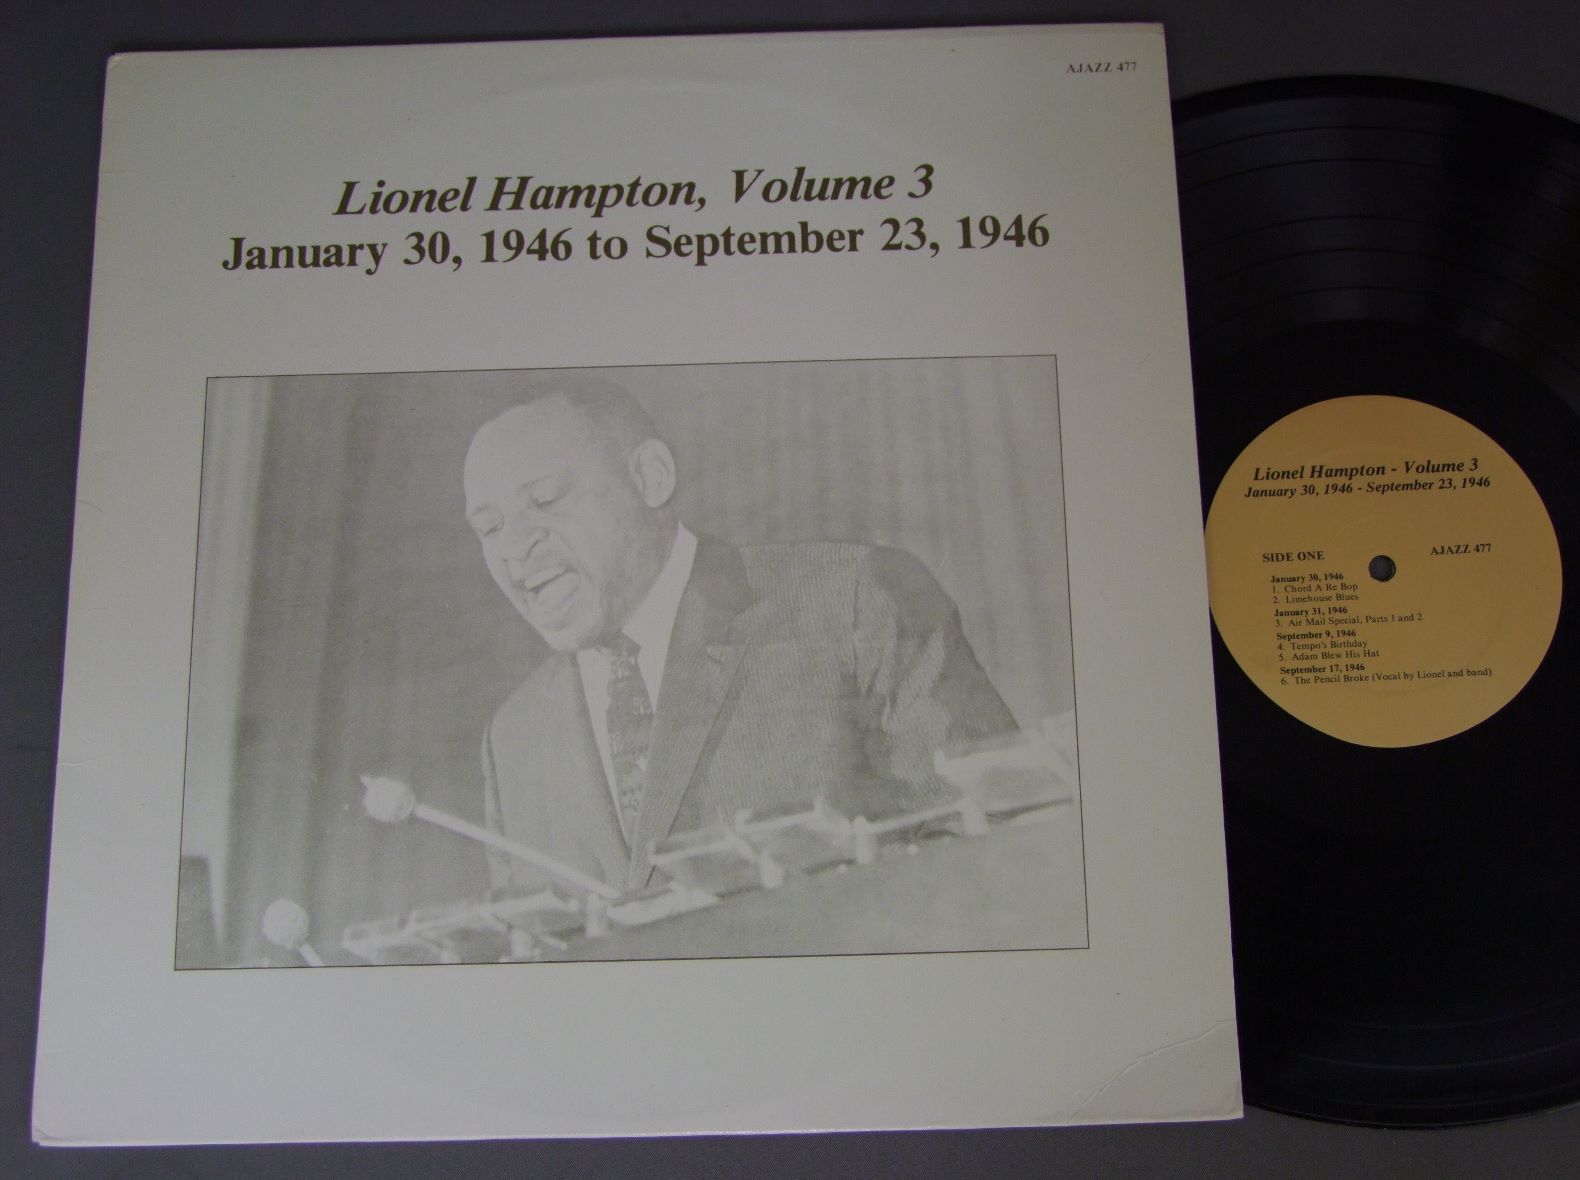 AJAZZ 477
Lionel Hampton, Volume 3
January 30, 1946 to September 23, 1946
Lionel Hampton - Volume 3
January 30, 1946 - September 23, 1946
SIDE ONE
AJAZZ 477
January 30, 1946
1. Chord A Re Bop
2. Limehouse Blues
January 31, 1946
3. Air Mail Special, Parts 1 and 2
September 9, 1946
4. Tempo's Birthday
5. Adam Blew His Hat
September 17, 1946
6. The Pencil Broke (Vocal by Lionel and band)